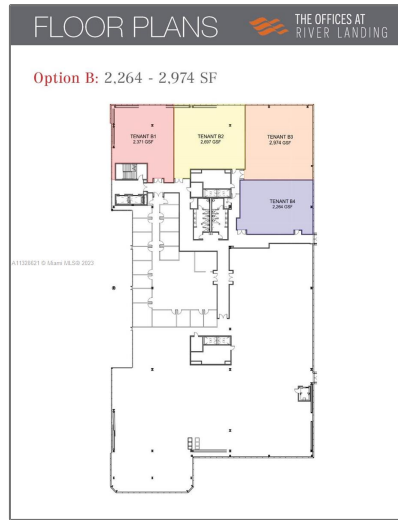 FLOOR PLANS
THE OFFICES AT
RIVER LANDING
Option B: 2,264 - 2,974 SF
TENANT B1
2,371 GSF
TENANT B2
2,697 GSF
TENANT B3
2,974 GSF
TENANT B4
2,264 GSF
A11320021 © Miami MLS® 2023